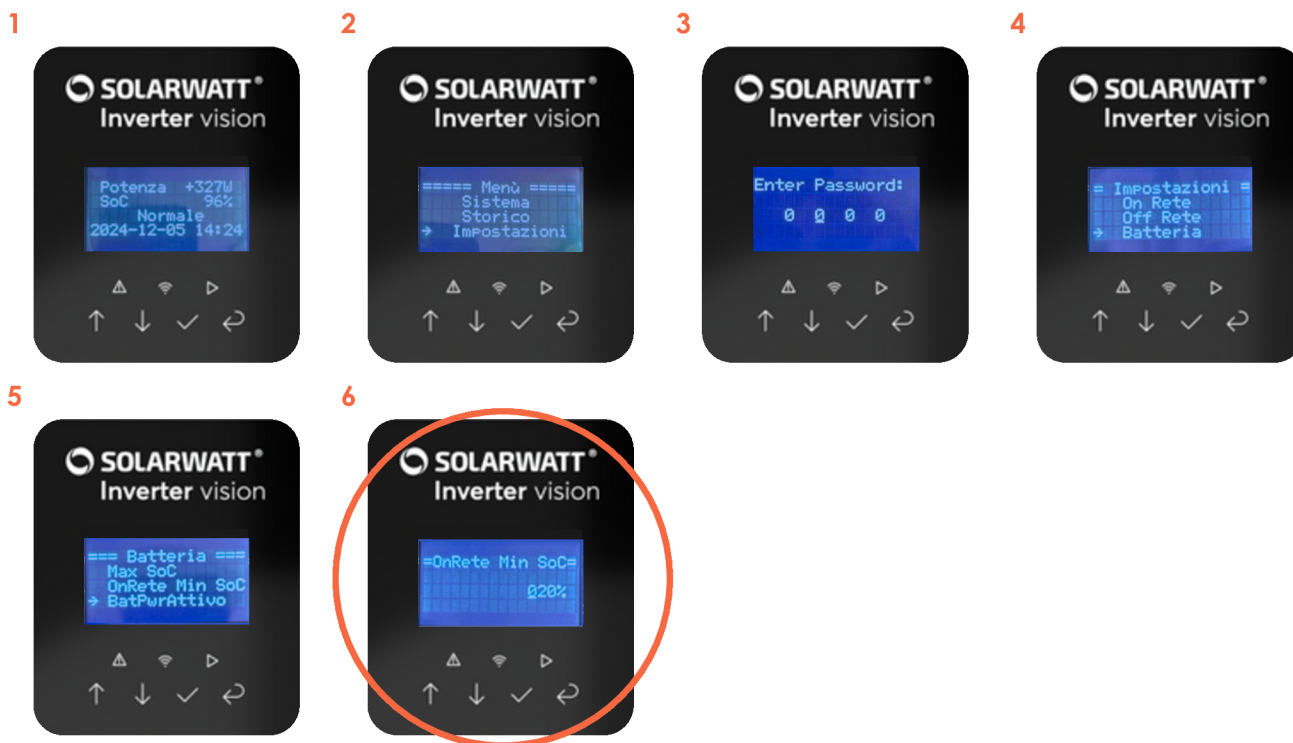 1
SOLARWATT®
Inverter vision
Potenza +327W
SoC 96%
Normale
2024-12-05 14:24
2
SOLARWATT®
Inverter vision
===== Menù =====
Sistema
Storico
→ Impostazioni
3
SOLARWATT®
Inverter vision
Enter Password:
0 0 0 0
4
SOLARWATT®
Inverter vision
= Impostazioni =
On Rete
Off Rete
→ Batteria
5
SOLARWATT®
Inverter vision
=== Batteria ===
Max SoC
OnRete Min SoC
→ BatPwrAttivo
6
SOLARWATT®
Inverter vision
=OnRete Min SoC=
020%